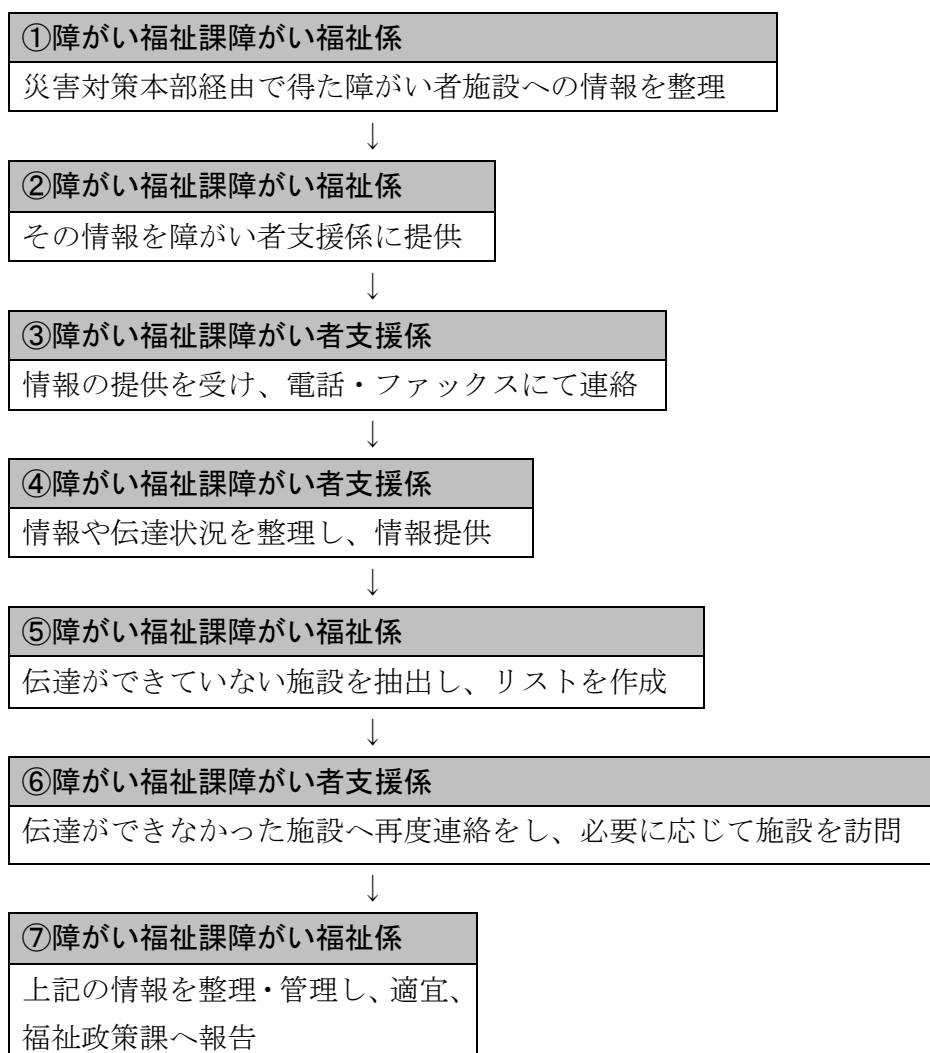 ①障がい福祉課障がい福祉係
災害対策本部経由で得た障がい者施設への情報を整理
↓
②障がい福祉課障がい福祉係
その情報を障がい者支援係に提供
↓
③障がい福祉課障がい者支援係
情報の提供を受け、電話・ファックスにて連絡
↓
④障がい福祉課障がい者支援係
情報や伝達状況を整理し、情報提供
↓
⑤障がい福祉課障がい福祉係
伝達ができていない施設を抽出し、リストを作成
↓
⑥障がい福祉課障がい者支援係
伝達ができなかった施設へ再度連絡をし、必要に応じて施設を訪問
↓
⑦障がい福祉課障がい福祉係
上記の情報を整理・管理し、適宜、
福祉政策課へ報告